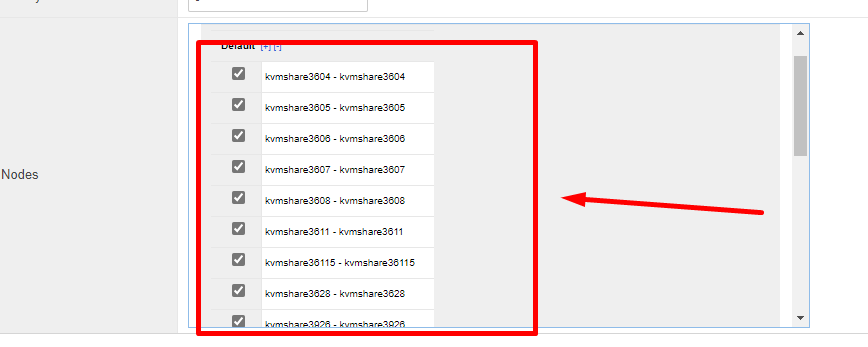 Default [+] [-]
kvmshare3604 - kvmshare3604
kvmshare3605 - kvmshare3605
kvmshare3606 - kvmshare3606
kvmshare3607 - kvmshare3607
Nodes
kvmshare3608 - kvmshare3608
kvmshare3611 - kvmshare3611
kvmshare36115 - kvmshare36115
kvmshare3628 - kvmshare3628
kvmshare3926 - kvmshare3926